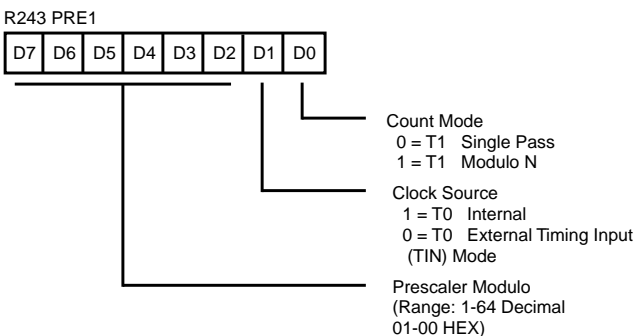 R243 PRE1
D7 D6 D5 D4 D3 D2 D1 D0
Count Mode
0 = T1 Single Pass
1 = T1 Modulo N
Clock Source
1 = T0 Internal
0 = T0 External Timing Input
(TIN) Mode
Prescaler Modulo
(Range: 1-64 Decimal
01-00 HEX)